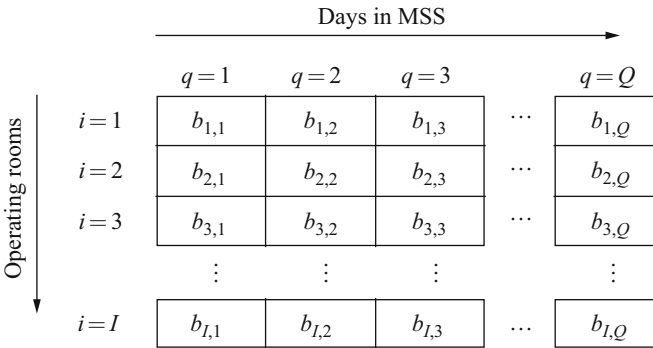 Days in MSS
q = 1 q = 2 q = 3 q = Q
Operating rooms
i = 1 b1,1 b1,2 b1,3 ... b1,Q
i = 2 b2,1 b2,2 b2,3 ... b2,Q
i = 3 b3,1 b3,2 b3,3 ... b3,Q
⋮ ⋮ ⋮ ⋮
i = I bI,1 bI,2 bI,3 ... bI,Q